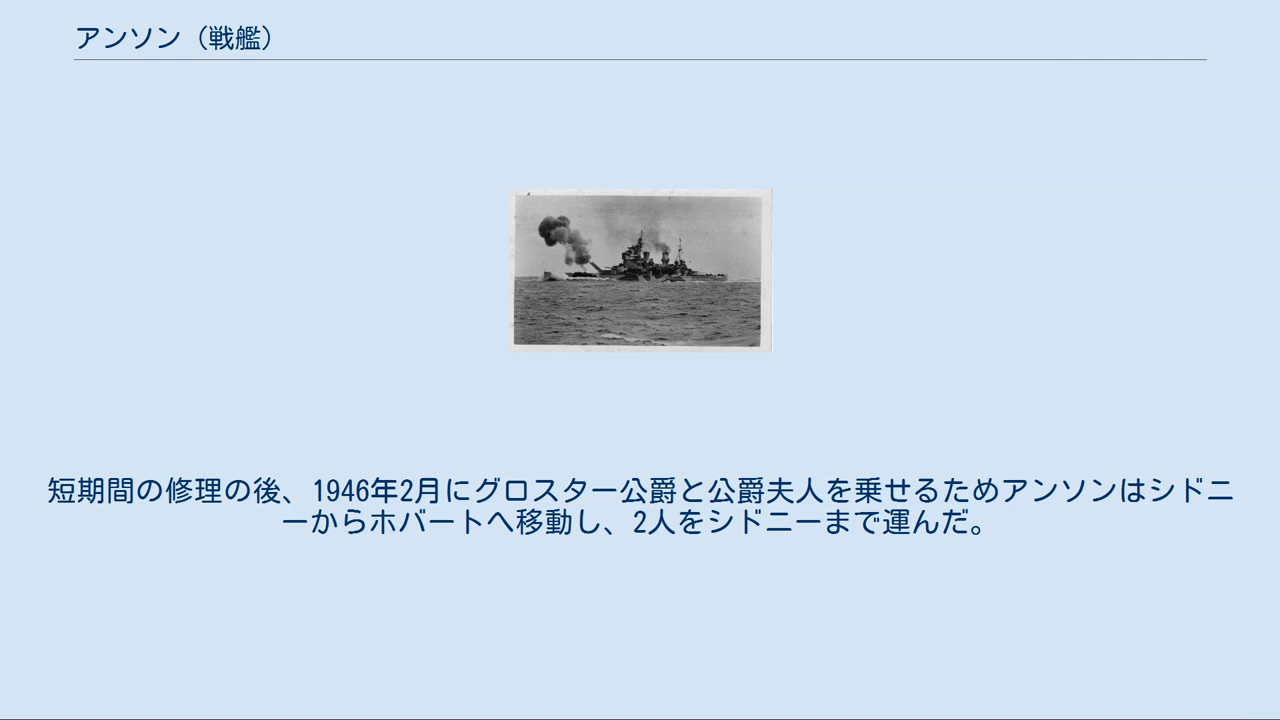 アンソン（戦艦）
短期間の修理の後、1946年2月にグロスター公爵と公爵夫人を乗せるためアンソンはシドニ
ーからホバートへ移動し、2人をシドニーまで運んだ。